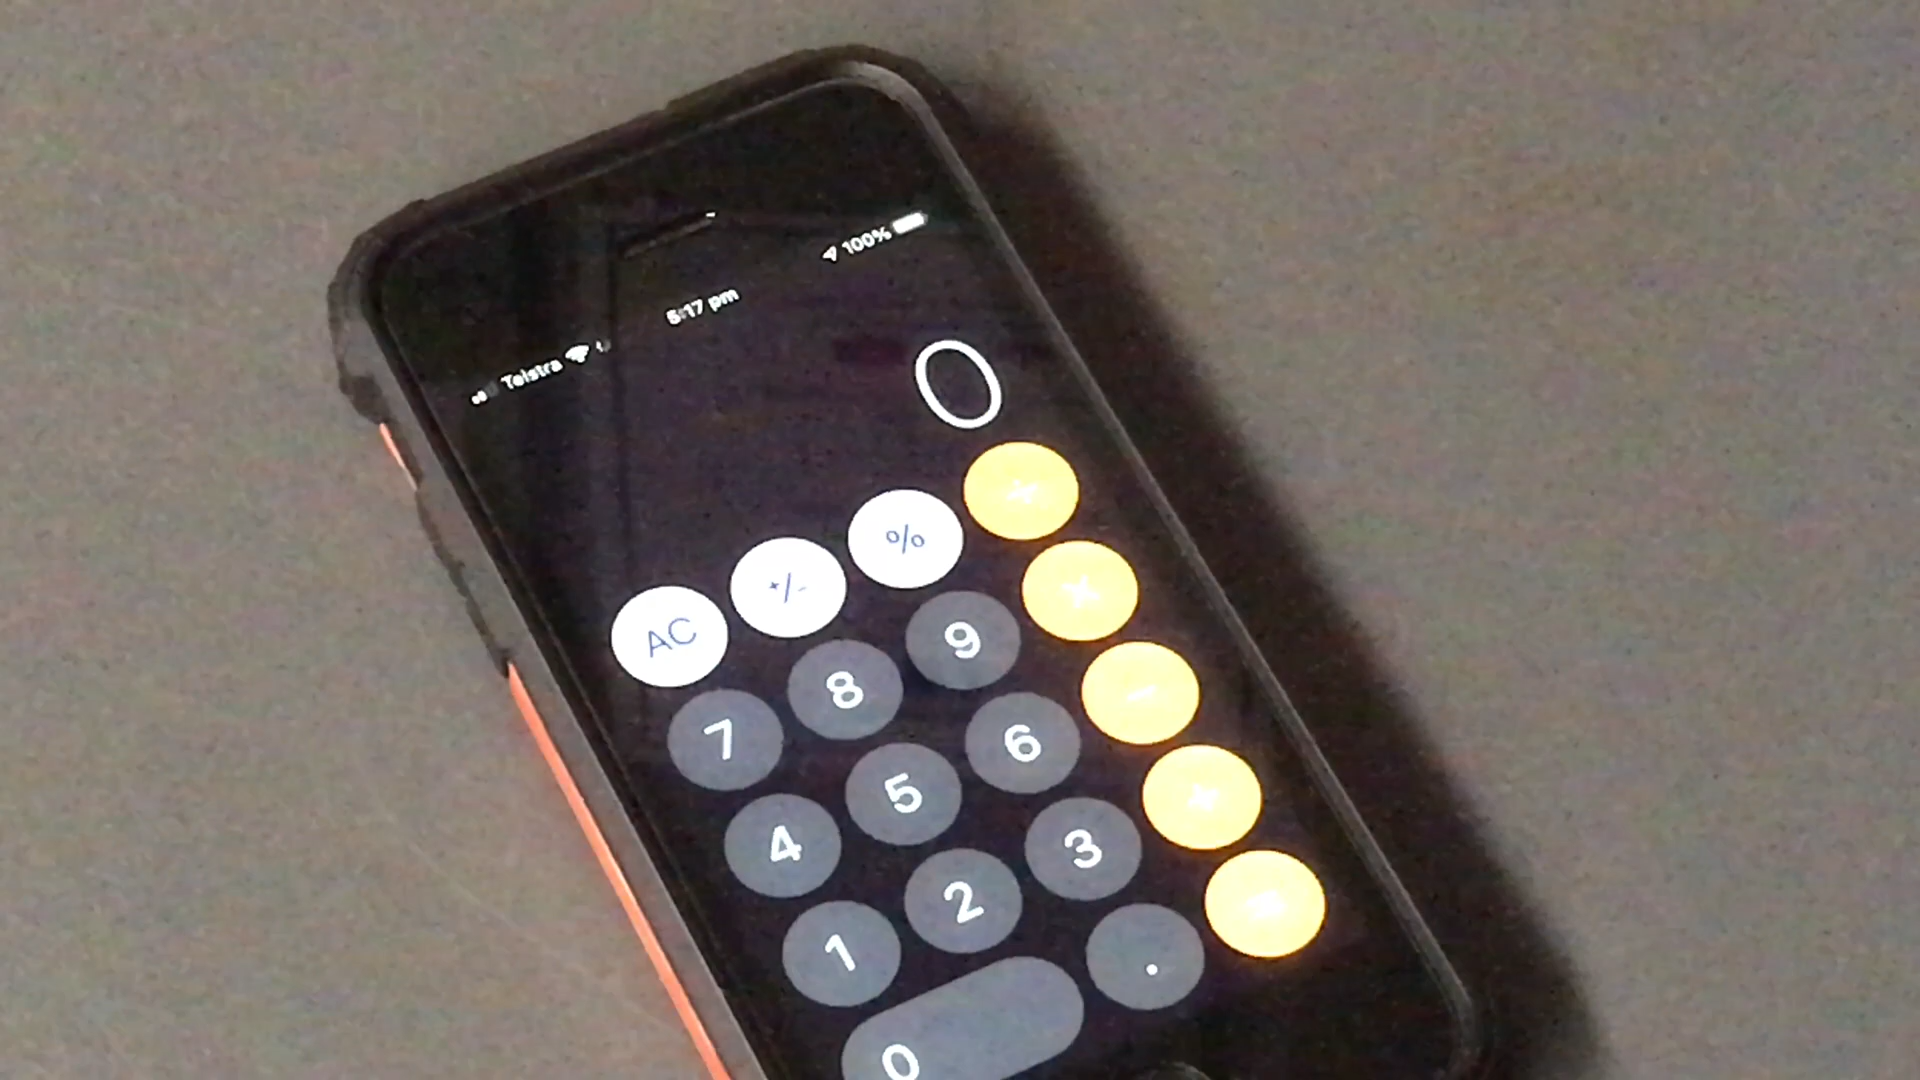 Telstra 5:17 pm 100%
0
AC +/- % ÷
7 8 9 ×
4 5 6 −
1 2 3 +
0 . =